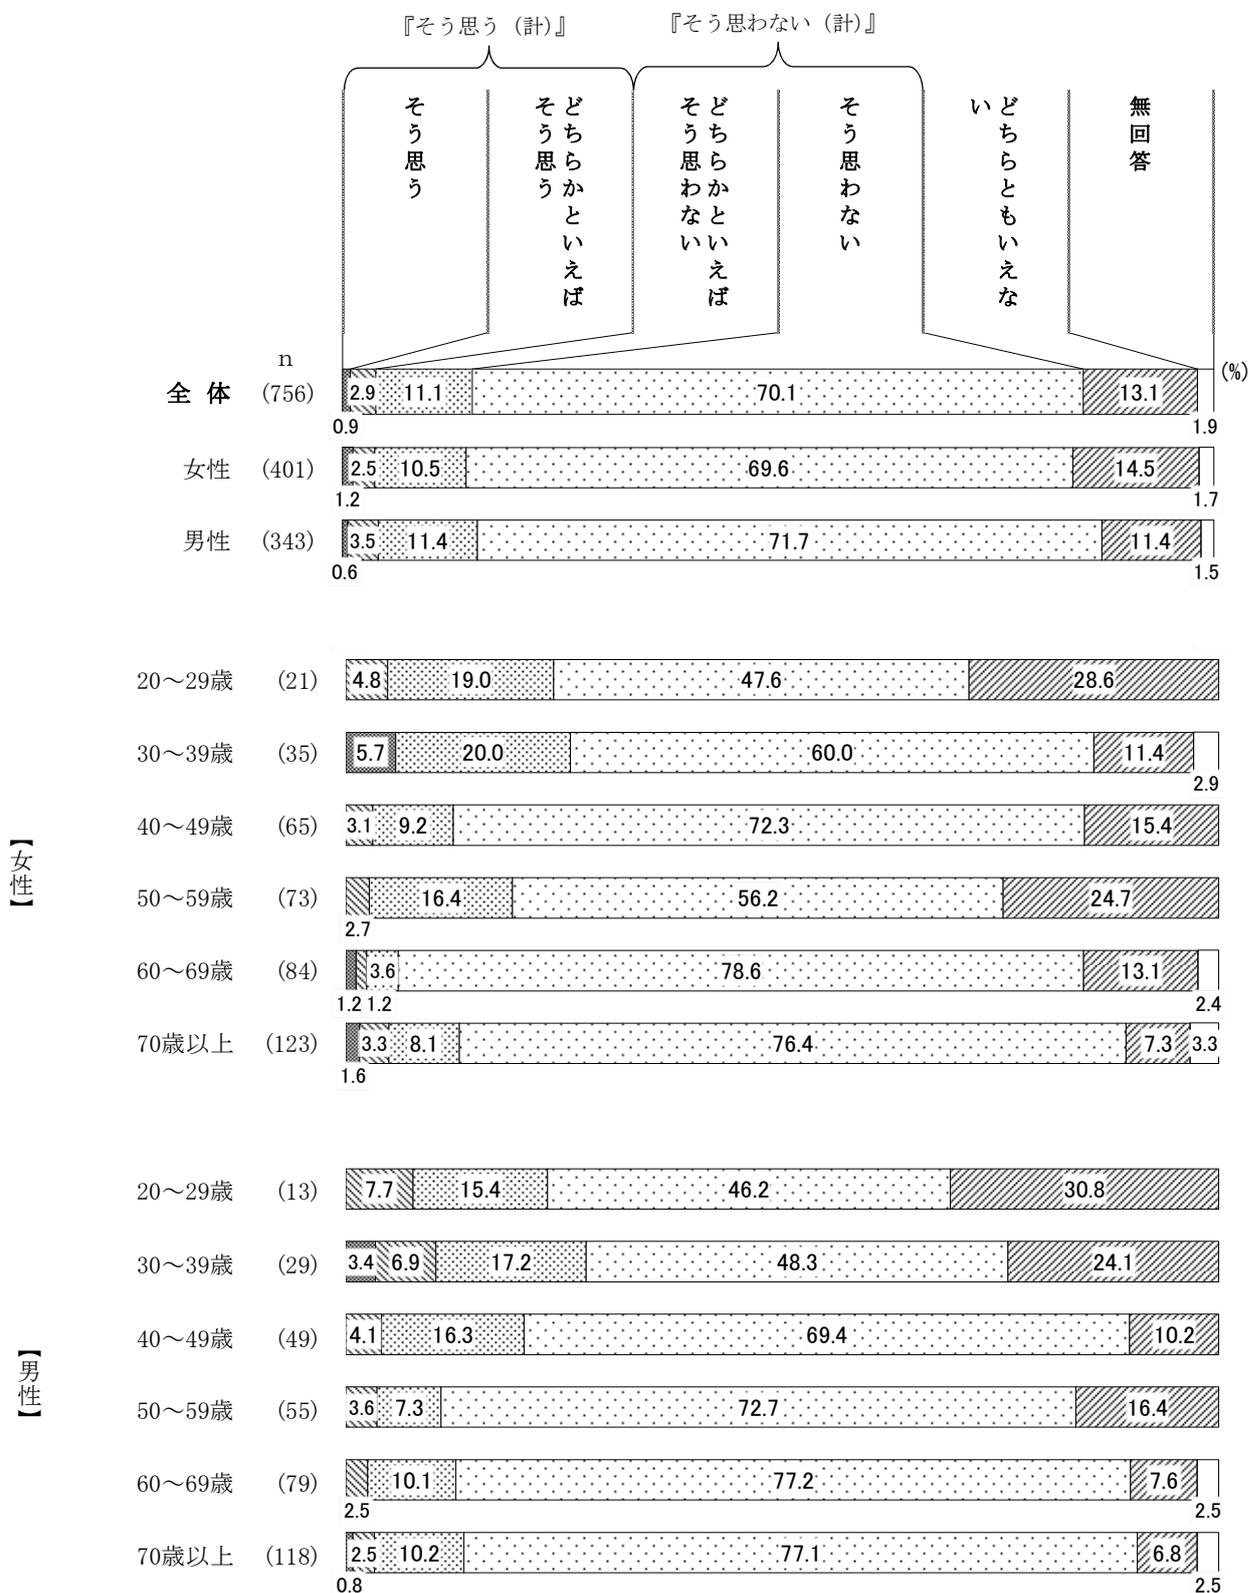 『そう思う（計）』
『そう思わない（計）』
そう思う
どちらかといえば
そう思う
どちらかといえば
そう思わない
そう思わない
どちらともいえな
い
無回答
n
(%)
全 体 (756) 2.9 11.1 70.1 13.1
0.9 1.9
女性 (401) 2.5 10.5 69.6 14.5
1.2 1.7
男性 (343) 3.5 11.4 71.7 11.4
0.6 1.5
【女性】
20～29歳 (21) 4.8 19.0 47.6 28.6
30～39歳 (35) 5.7 20.0 60.0 11.4
2.9
40～49歳 (65) 3.1 9.2 72.3 15.4
50～59歳 (73) 16.4 56.2 24.7
2.7
60～69歳 (84) 3.6 78.6 13.1
1.2 1.2 2.4
70歳以上 (123) 3.3 8.1 76.4 7.3 3.3
1.6
【男性】
20～29歳 (13) 7.7 15.4 46.2 30.8
30～39歳 (29) 3.4 6.9 17.2 48.3 24.1
40～49歳 (49) 4.1 16.3 69.4 10.2
50～59歳 (55) 3.6 7.3 72.7 16.4
60～69歳 (79) 10.1 77.2 7.6
2.5 2.5
70歳以上 (118) 2.5 10.2 77.1 6.8
0.8 2.5